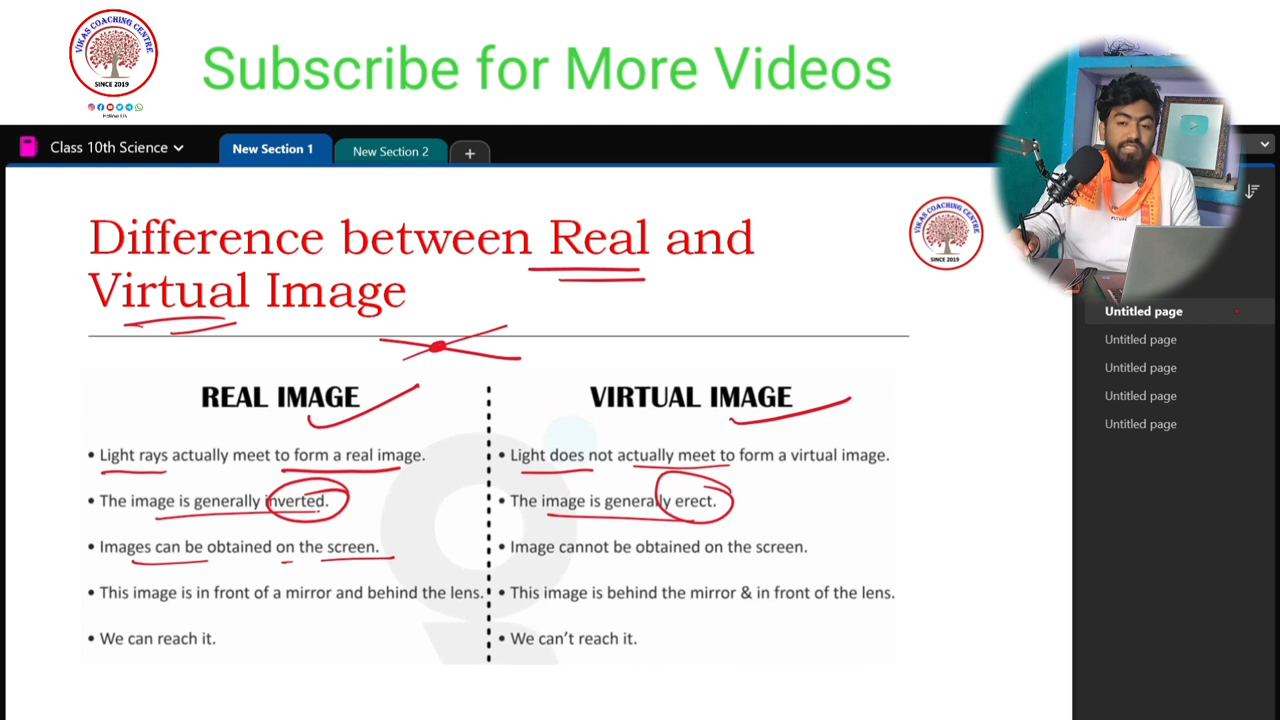 VIKAS COACHING CENTRE
SINCE 2019
Follow Us
Subscribe for More Videos
Class 10th Science
New Section 1
New Section 2
+
Difference between Real and
Virtual Image
VIKAS COACHING CENTRE
SINCE 2019
FUTURE
Untitled page
Untitled page
Untitled page
Untitled page
Untitled page
REAL IMAGE
• Light rays actually meet to form a real image.
• The image is generally inverted.
• Images can be obtained on the screen.
• This image is in front of a mirror and behind the lens.
• We can reach it.
VIRTUAL IMAGE
• Light does not actually meet to form a virtual image.
• The image is generally erect.
• Image cannot be obtained on the screen.
• This image is behind the mirror & in front of the lens.
• We can't reach it.